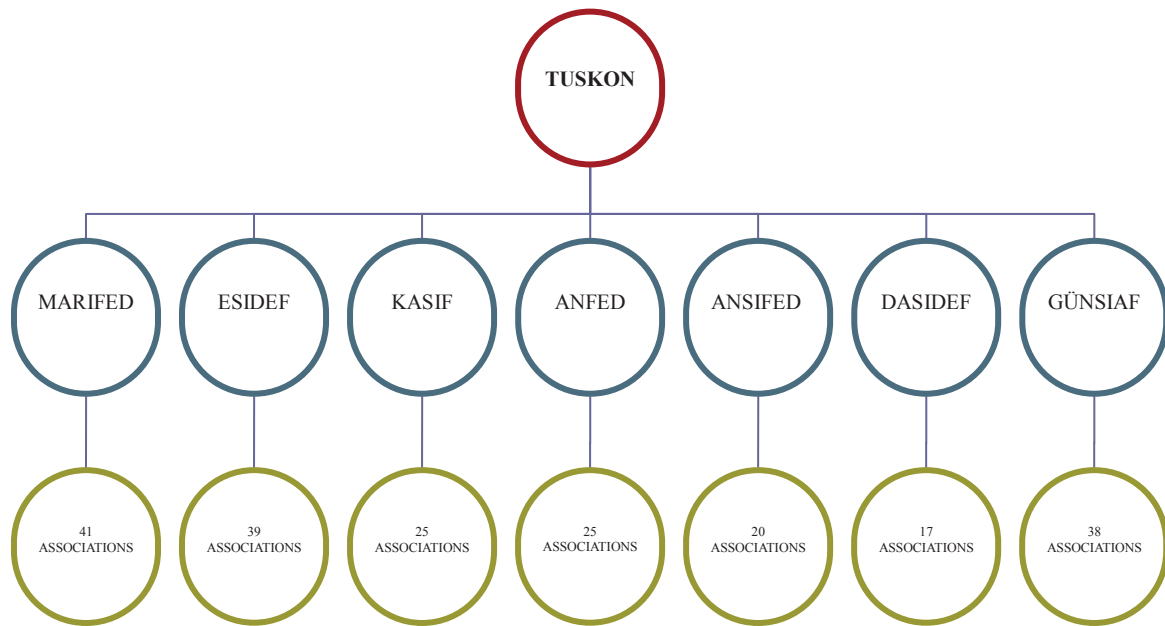 TUSKON
MARIFED
ESIDEF
KASIF
ANFED
ANSIFED
DASIDEF
GÜNSIAF
41
ASSOCIATIONS
39
ASSOCIATIONS
25
ASSOCIATIONS
25
ASSOCIATIONS
20
ASSOCIATIONS
17
ASSOCIATIONS
38
ASSOCIATIONS